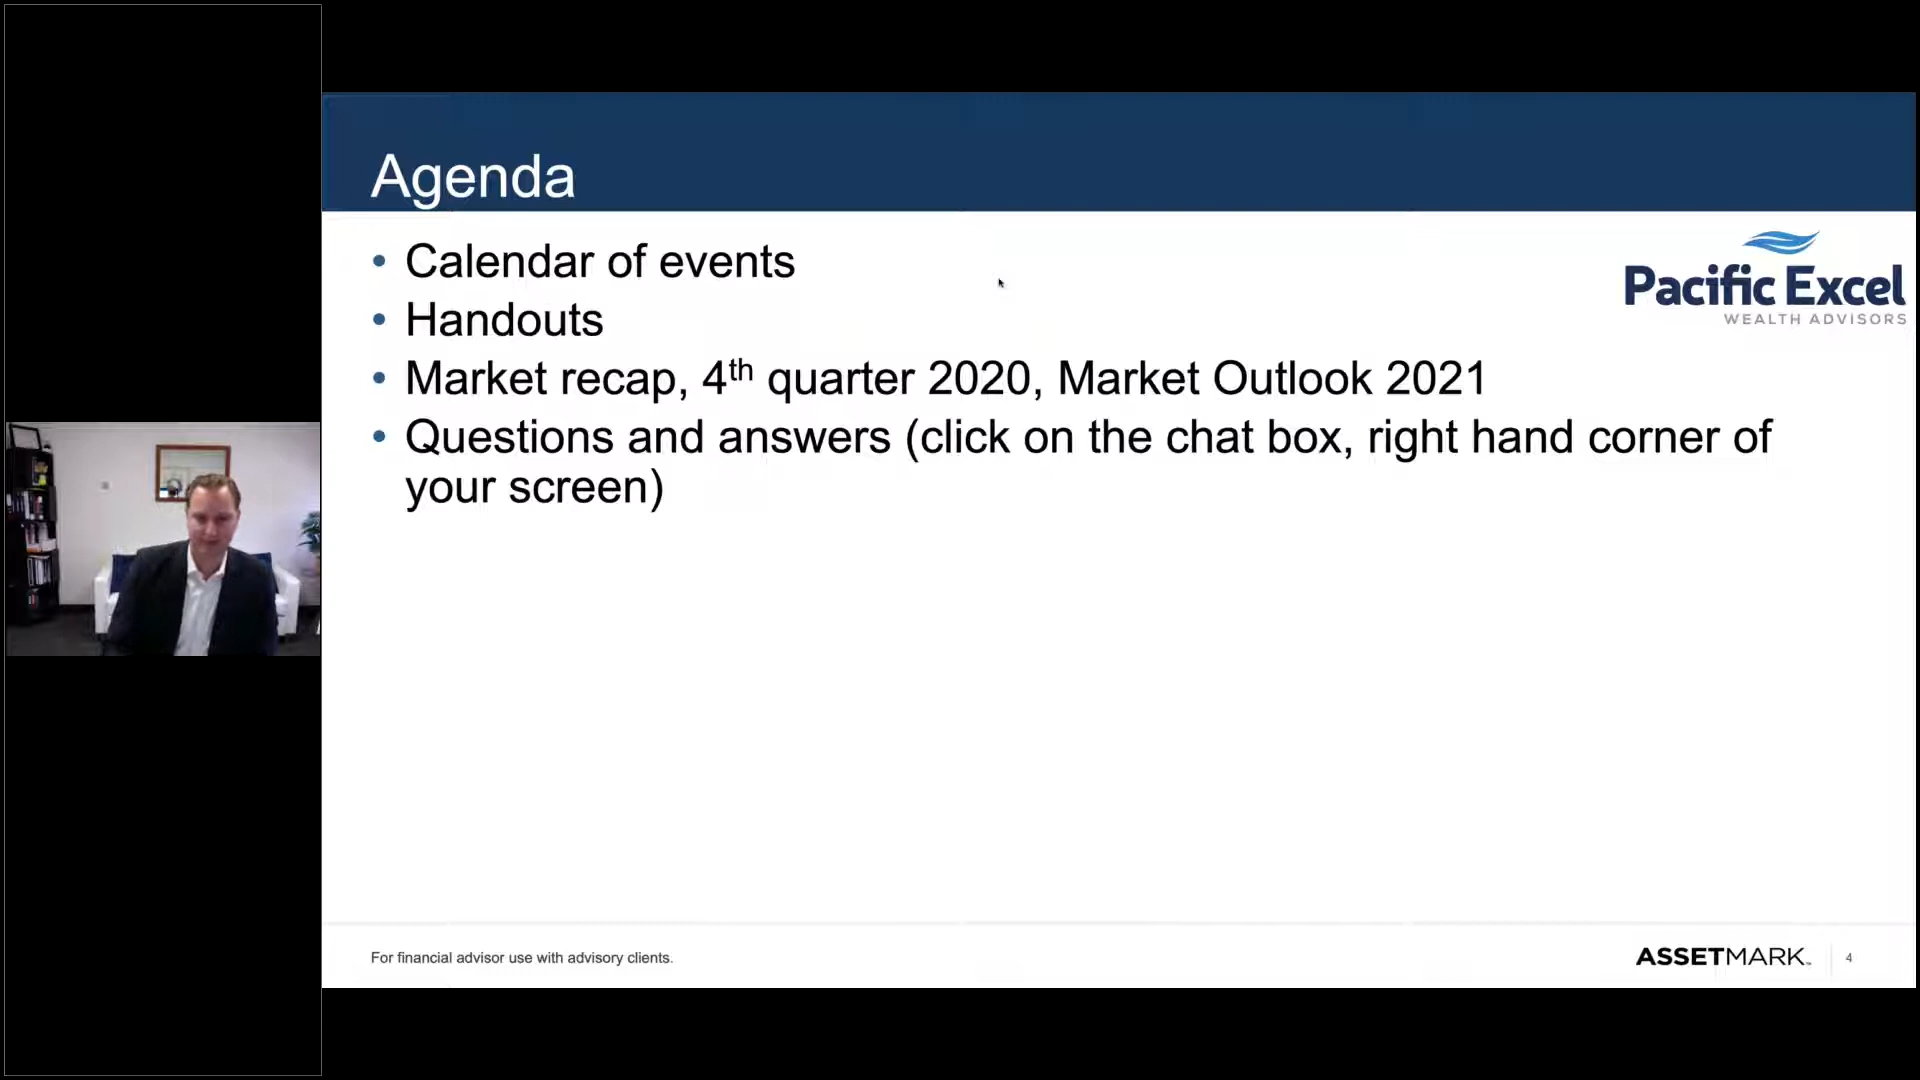 Agenda
• Calendar of events
• Handouts
• Market recap, 4th quarter 2020, Market Outlook 2021
• Questions and answers (click on the chat box, right hand corner of
your screen)
Pacific Excel
WEALTH ADVISORS
For financial advisor use with advisory clients.
ASSETMARK™
4